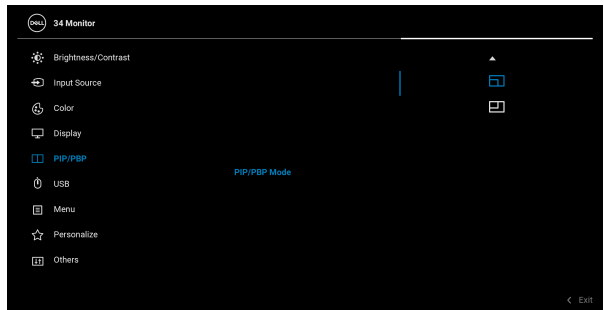 DELL
34 Monitor
Brightness/Contrast
Input Source
Color
Display
PIP/PBP
PIP/PBP Mode
USB
Menu
Personalize
Others
Exit